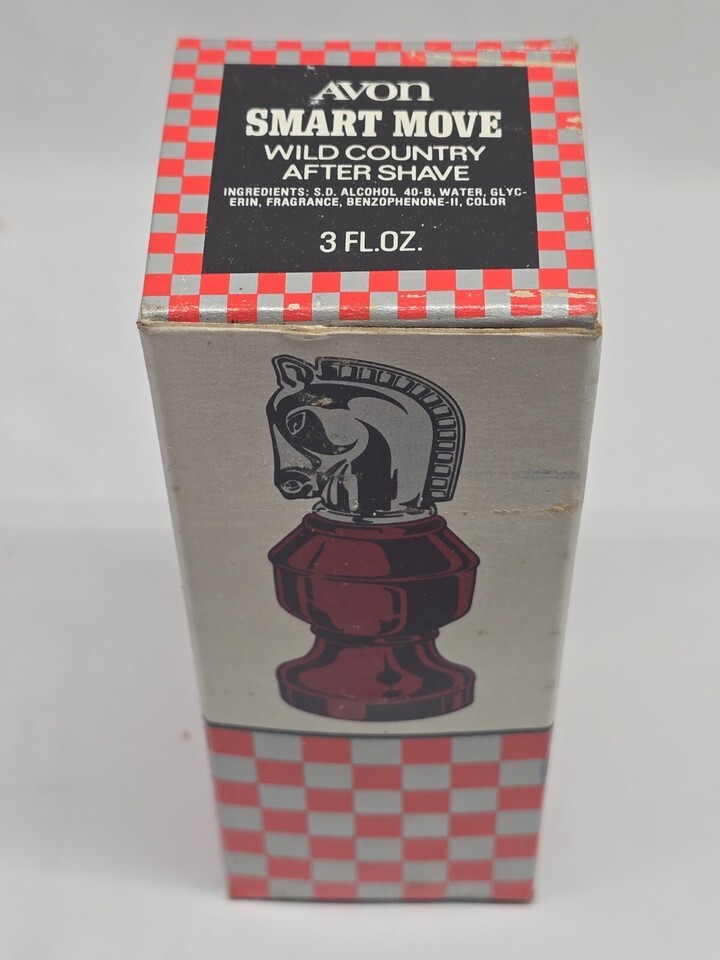 AVON
SMART MOVE
WILD COUNTRY
AFTER SHAVE
INGREDIENTS: S.D. ALCOHOL 40-B, WATER, GLYC-
ERIN, FRAGRANCE, BENZOPHENONE-II, COLOR
3 FL.OZ.